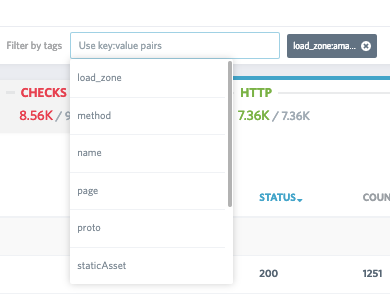 Filter by tags Use key:value pairs load_zone:ama...
load_zone
CHECKS HTTP
8.56K / 9 7.36K / 7.36K
method
name
page
STATUS COUN
proto
staticAsset
200 1251